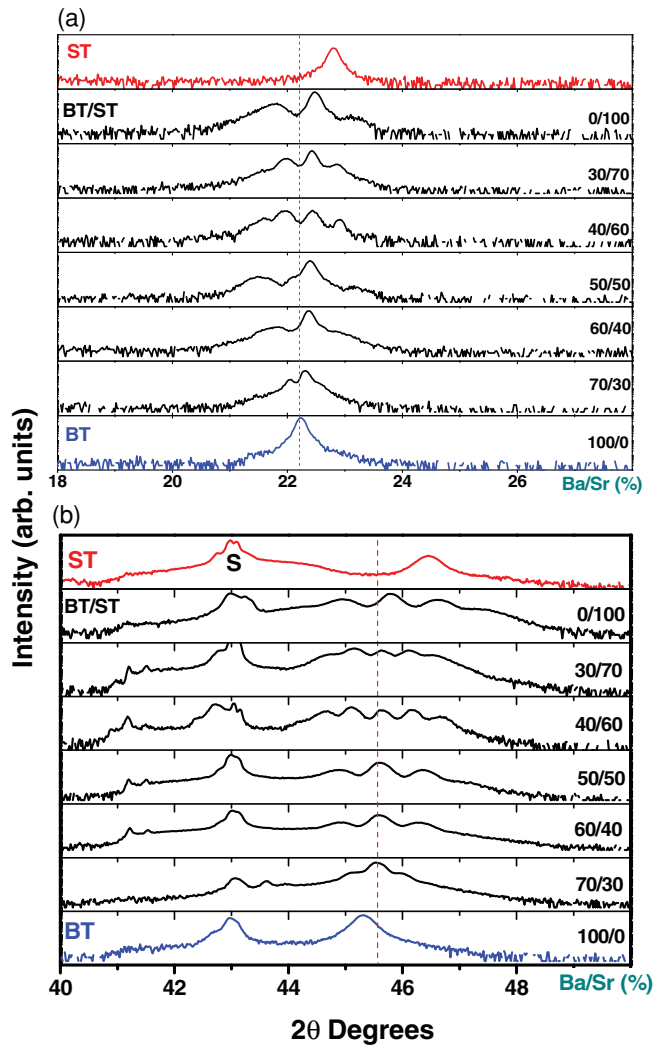 (a)
ST
BT/ST
0/100
30/70
40/60
50/50
60/40
70/30
BT
100/0
18 20 22 24 26
Ba/Sr (%)
Intensity (arb. units)
(b)
ST
S
BT/ST
0/100
30/70
40/60
50/50
60/40
70/30
BT
100/0
40 42 44 46 48
Ba/Sr (%)
2θ Degrees